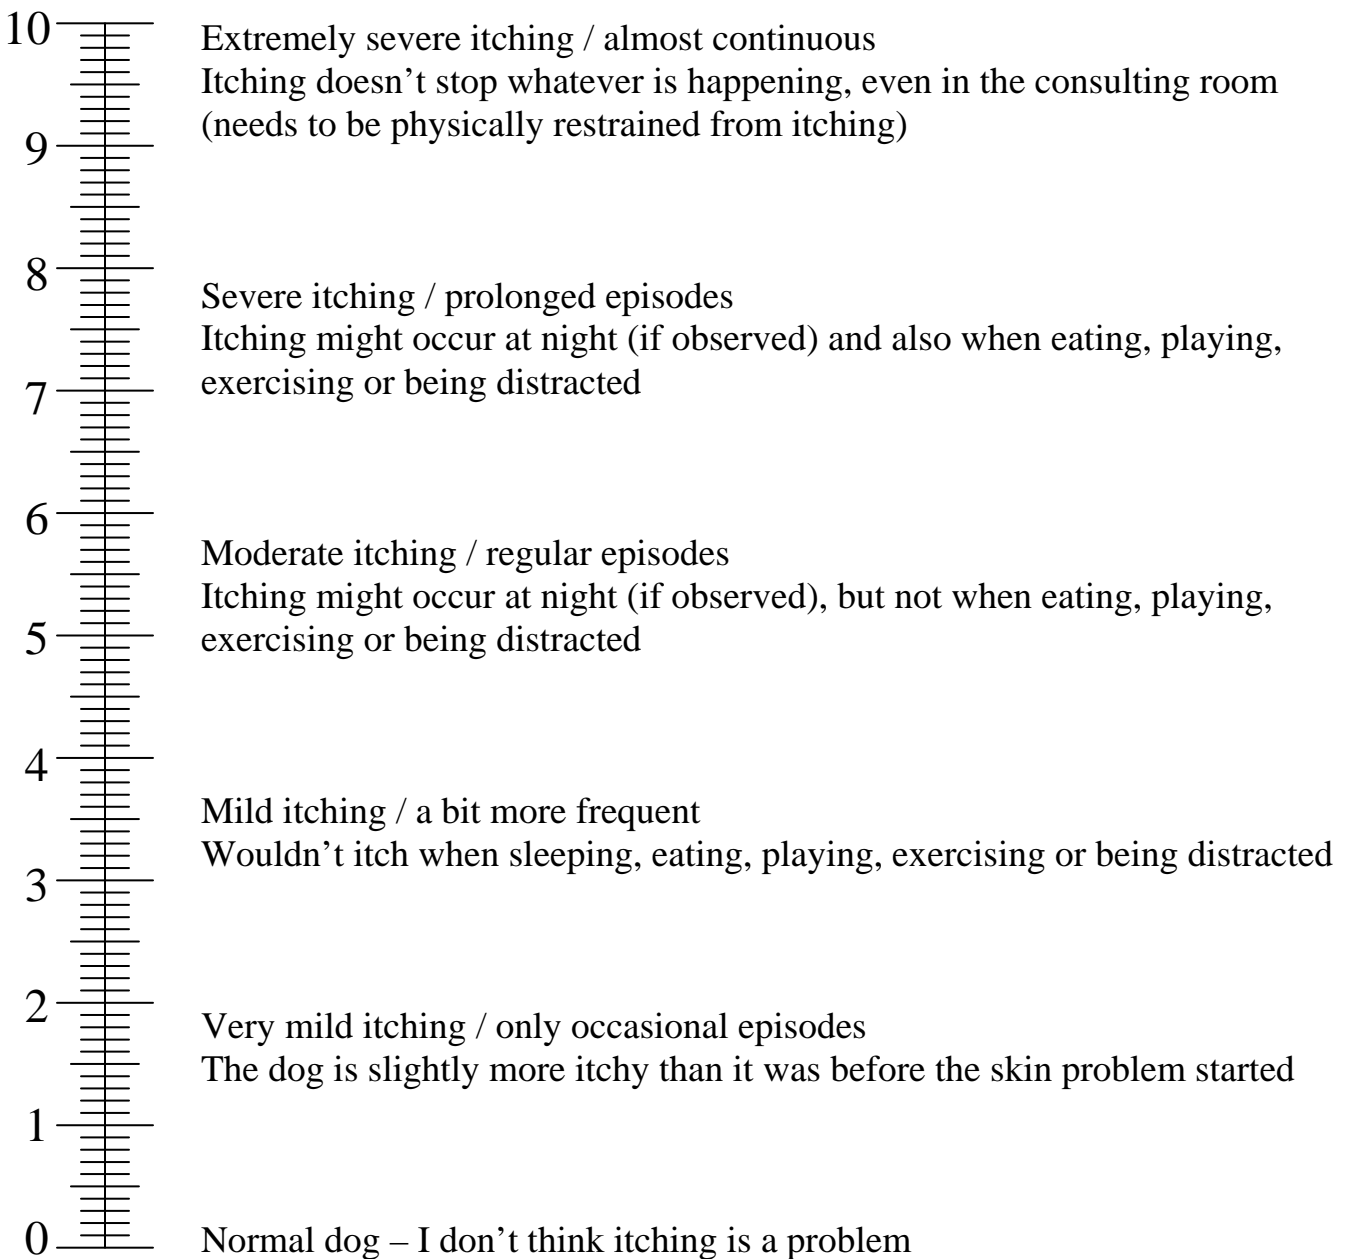 10
Extremely severe itching / almost continuous
Itching doesn’t stop whatever is happening, even in the consulting room
(needs to be physically restrained from itching)
9
8
Severe itching / prolonged episodes
Itching might occur at night (if observed) and also when eating, playing,
exercising or being distracted
7
6
Moderate itching / regular episodes
Itching might occur at night (if observed), but not when eating, playing,
exercising or being distracted
5
4
Mild itching / a bit more frequent
Wouldn’t itch when sleeping, eating, playing, exercising or being distracted
3
2
Very mild itching / only occasional episodes
The dog is slightly more itchy than it was before the skin problem started
1
0
Normal dog – I don’t think itching is a problem